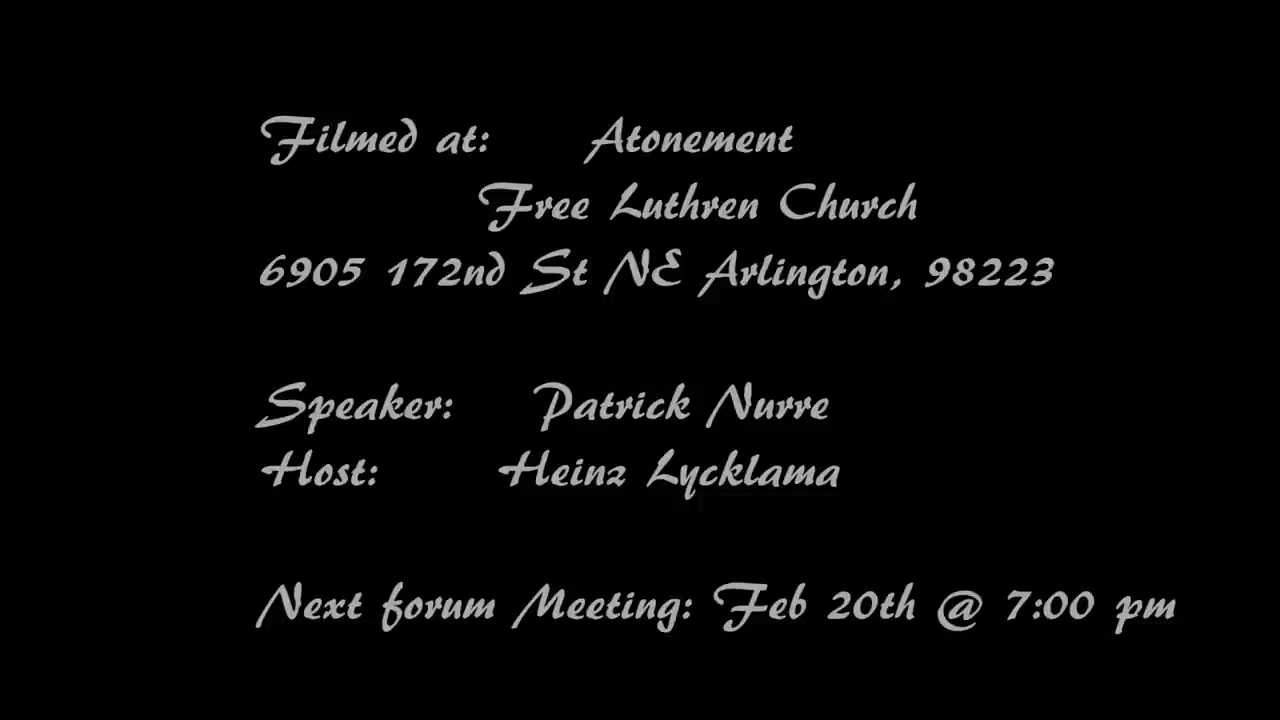 Filmed at: Atonement
Free Luthren Church
6905 172nd St NE Arlington, 98223
Speaker: Patrick Nurre
Host: Heinz Lycklama
Next forum Meeting: Feb 20th @ 7:00 pm